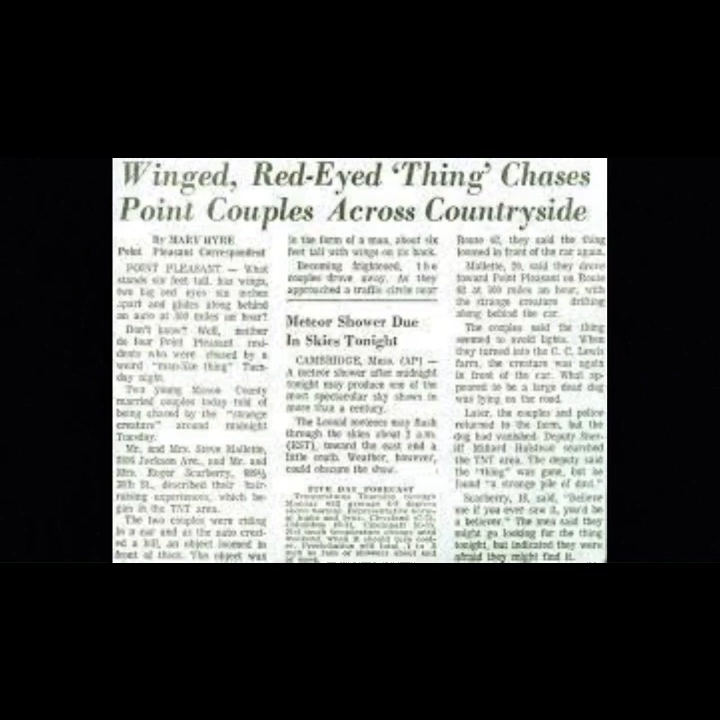 Winged, Red-Eyed 'Thing' Chases
Point Couples Across Countryside
By MARY HYRE
Point Pleasant Correspondent
POINT PLEASANT — What
stands six feet tall, has wings,
two big red eyes six inches
apart and glides along behind
an auto at 100 miles an hour?
Don't know? Well, neither
do four Point Pleasant resi-
dents who were chased by a
weird "man-like thing" Tues-
day night.
Two young Mason County
married couples today told of
being chased by the "strange
creature" around midnight
Tuesday.
Mr. and Mrs. Steve Mallette,
Jackson Ave., and Mr. and
Mrs. Roger Scarberry,
30th St., described their hair-
raising experiences, which be-
gan in the TNT area.
The two couples were riding
in a car and as the auto crest-
ed a hill, an object loomed in
front of them. The object was
in the form of a man, about six
feet tall with wings on its back.
Becoming frightened, the
couples drove away. As they
approached a traffic circle near
Meteor Shower Due
In Skies Tonight
CAMBRIDGE, Mass. (AP) —
A meteor shower after midnight
tonight may produce one of the
most spectacular sky shows in
more than a century.
The Leonid meteors may flash
through the skies about 2 a.m.
(EST), toward the east and a
little south. Weather, however,
could obscure the show.
FIVE DAY FORECAST
Temperatures Thursday through
Monday will average
Route 62, they said the thing
loomed in front of the car again.
Mallette, 20, said they drove
toward Point Pleasant on Route
62 at 100 miles an hour, with
the strange creature drifting
along behind the car.
The couples said the thing
seemed to avoid lights. When
they turned into the C. C. Lewis
farm, the creature was again
in front of the car. What ap-
peared to be a large dead dog
was lying on the road.
Later, the couples and police
returned to the farm, but the
dog had vanished. Deputy Sher-
iff Millard Halstead searched
the TNT area. The deputy said
the "thing" was gone, but he
found "a strange pile of dust."
Scarberry, 18, said, "Believe
me if you ever saw it, you'd be
a believer." The men said they
might go looking for the thing
tonight, but indicated they were
afraid they might find it.